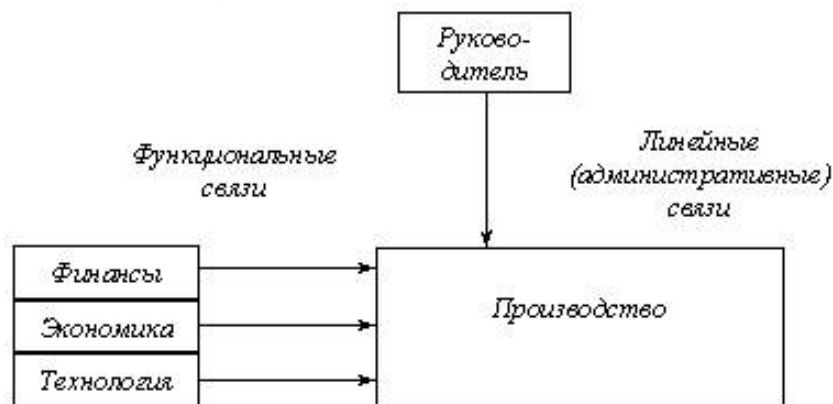 Руково-
дитель
Функциональные
связи
Линейные
(административные)
связи
Финансы
Экономика
Технология
Производство